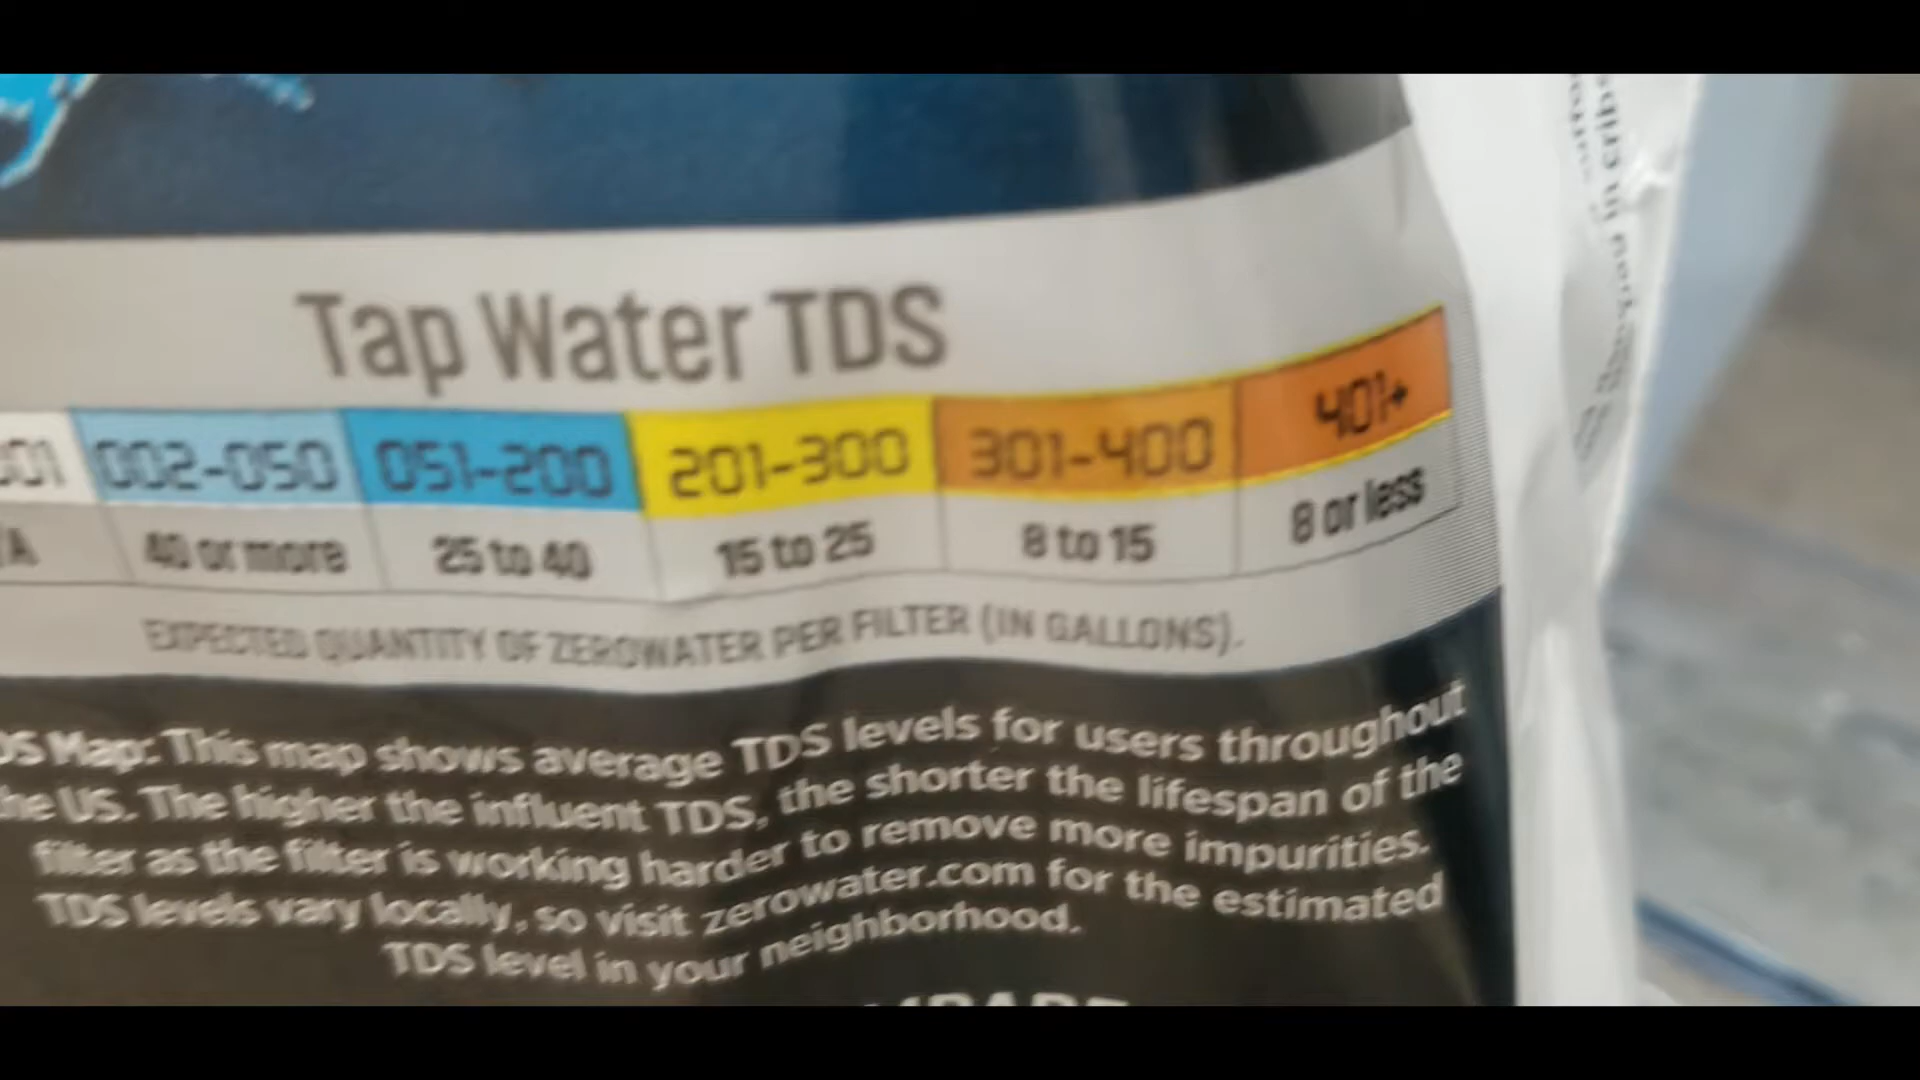 Tap Water TDS
001 002-050 051-200 201-300 301-400 401+
/A 40 or more 25 to 40 15 to 25 8 to 15 8 or less
EXPECTED QUANTITY OF ZEROWATER PER FILTER (IN GALLONS).
DS Map: This map shows average TDS levels for users throughout
he US. The higher the influent TDS, the shorter the lifespan of the
filter as the filter is working harder to remove more impurities.
TDS levels vary locally, so visit zerowater.com for the estimated
TDS level in your neighborhood.